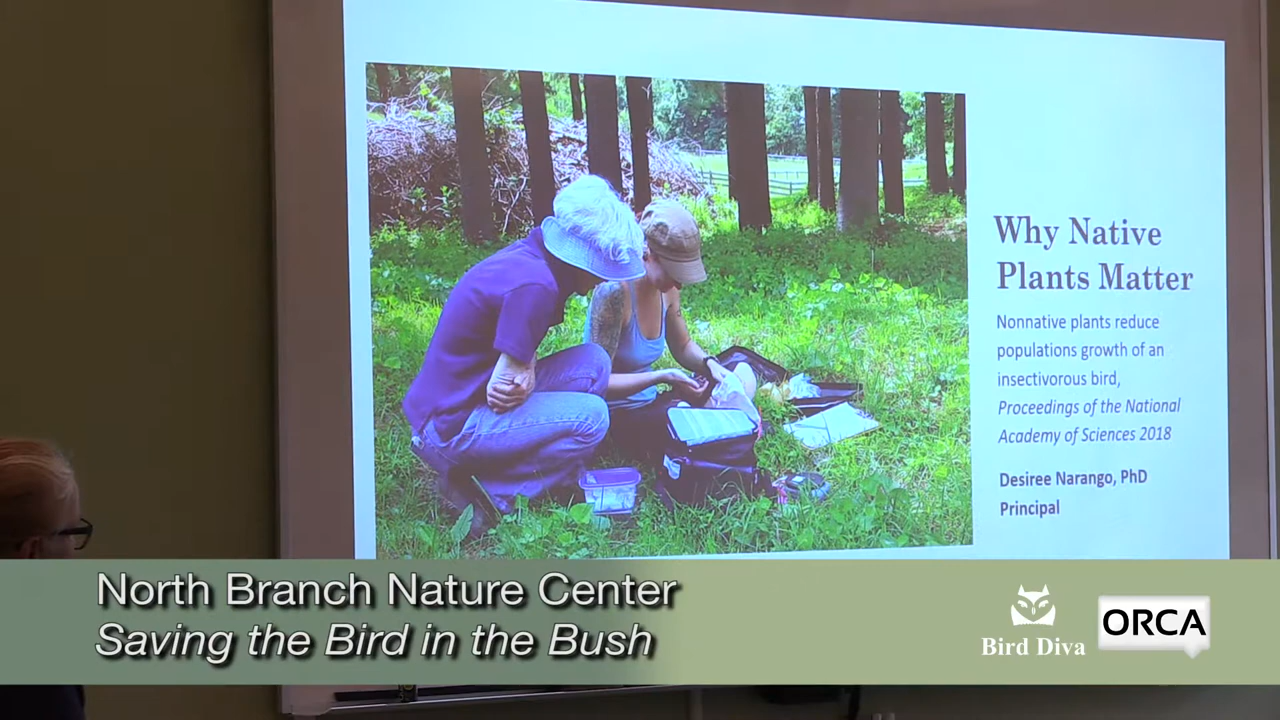 Why Native
Plants Matter
Nonnative plants reduce
populations growth of an
insectivorous bird,
Proceedings of the National
Academy of Sciences 2018
Desiree Narango, PhD
Principal
North Branch Nature Center
Saving the Bird in the Bush
Bird Diva
ORCA